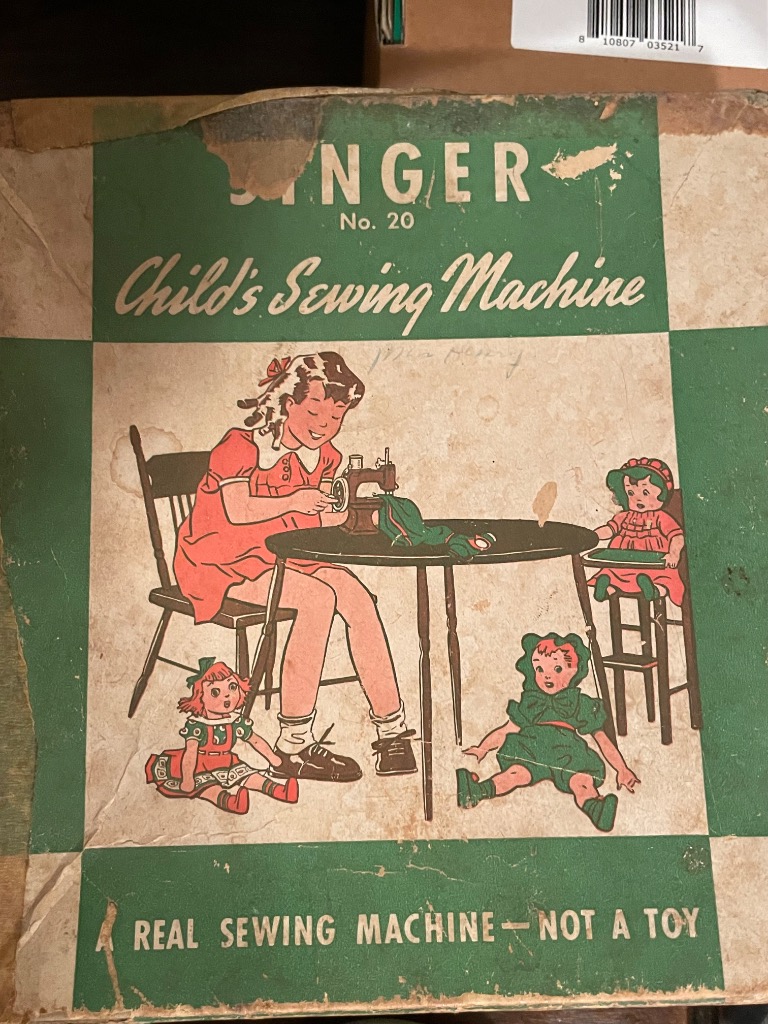 8 10807 03521 7
SINGER
No. 20
Child's Sewing Machine
A REAL SEWING MACHINE—NOT A TOY